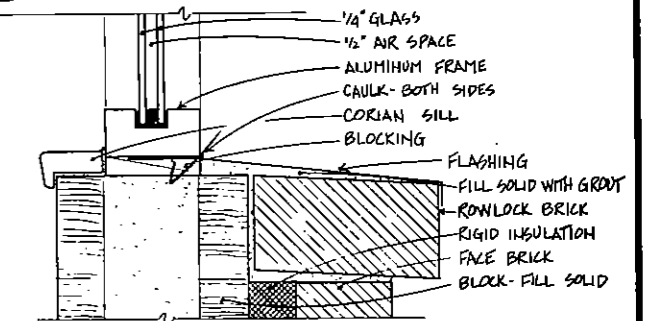 1/4" GLASS
1/2" AIR SPACE
ALUMINUM FRAME
CAULK- BOTH SIDES
CORIAN SILL
BLOCKING
FLASHING
FILL SOLID WITH GROUT
ROWLOCK BRICK
RIGID INSULATION
FACE BRICK
BLOCK- FILL SOLID